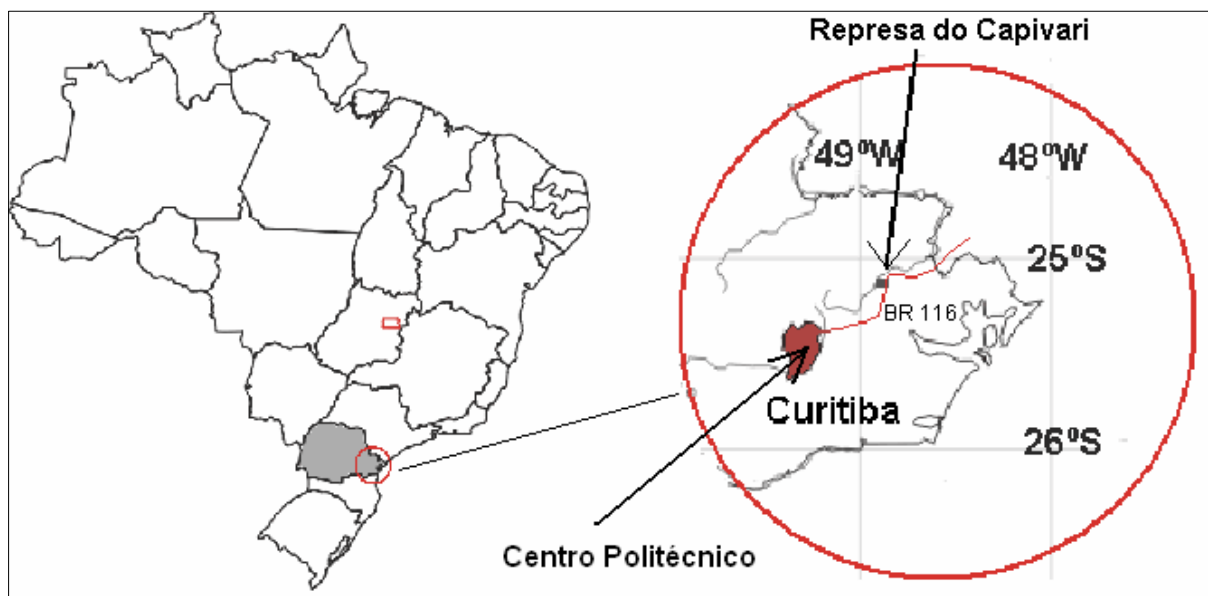 Represa do Capivari
49ºW
48ºW
25ºS
BR 116
Curitiba
26ºS
Centro Politécnico